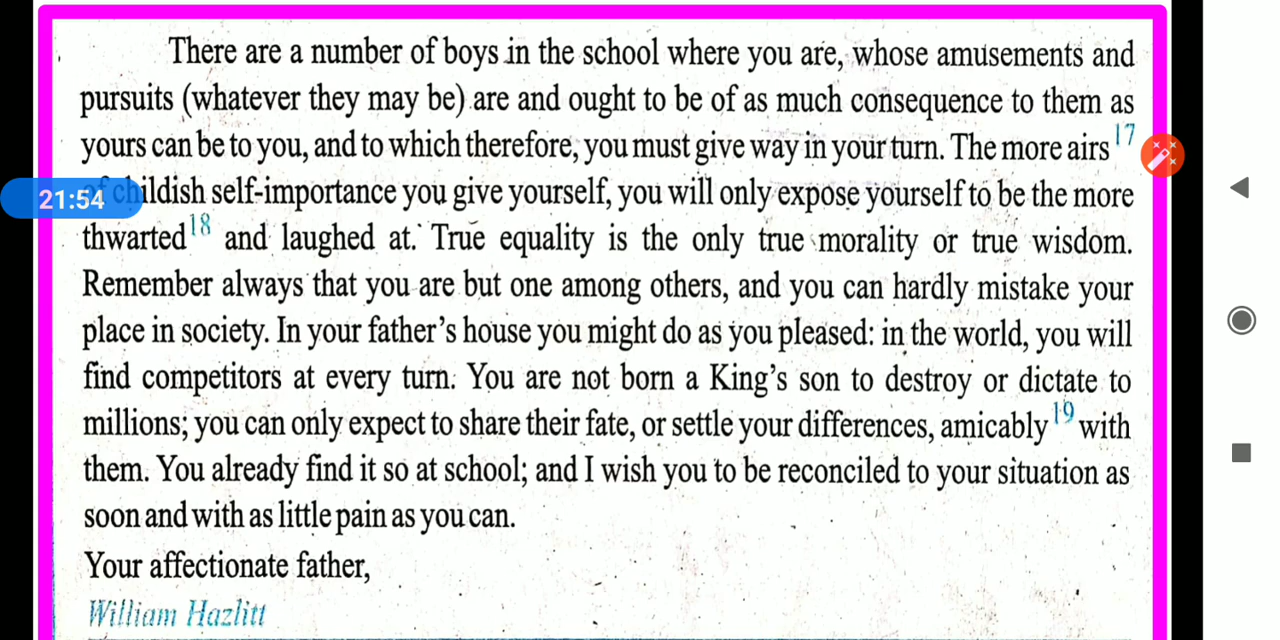 There are a number of boys in the school where you are, whose amusements and
pursuits (whatever they may be) are and ought to be of as much consequence to them as
yours can be to you, and to which therefore, you must give way in your turn. The more airs 17
childish self-importance you give yourself, you will only expose yourself to be the more
21:54
thwarted 18 and laughed at. True equality is the only true morality or true wisdom.
Remember always that you are but one among others, and you can hardly mistake your
place in society. In your father's house you might do as you pleased: in the world, you will
find competitors at every turn. You are not born a King's son to destroy or dictate to
millions; you can only expect to share their fate, or settle your differences, amicably 19 with
them. You already find it so at school; and I wish you to be reconciled to your situation as
soon and with as little pain as you can.
Your affectionate father,
William Hazlitt